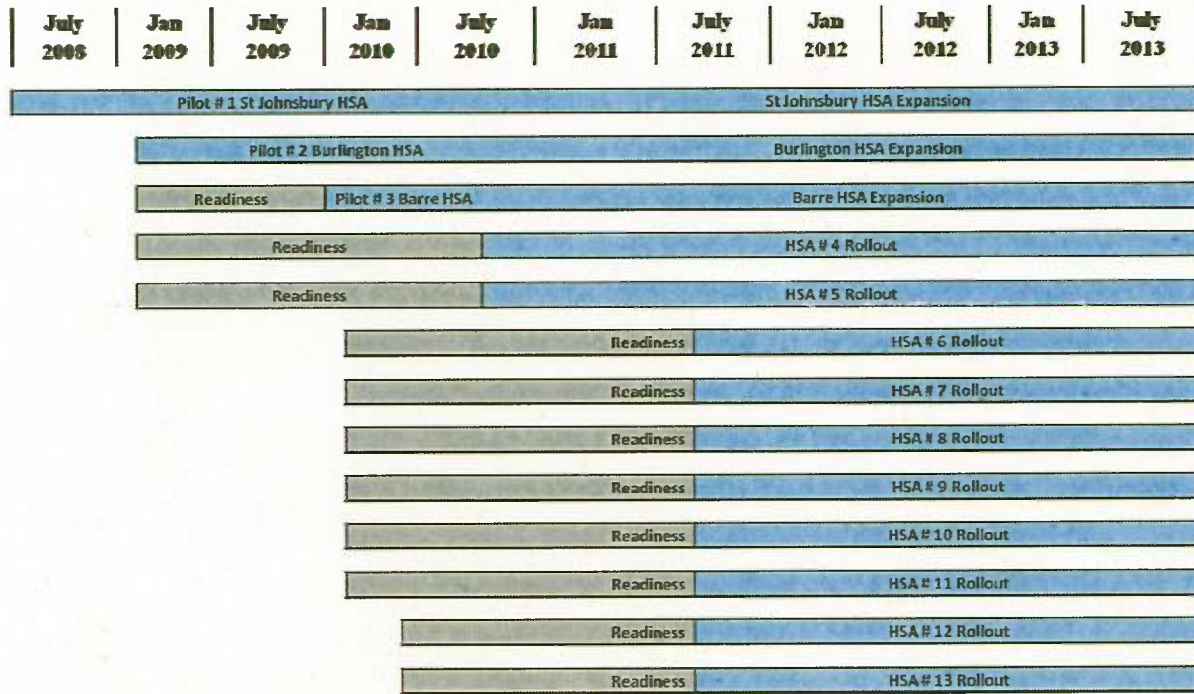 July Jan July Jan July Jan July Jan July Jan July
2008 2009 2009 2010 2010 2011 2011 2012 2012 2013 2013
Pilot # 1 St Johnsbury HSA St Johnsbury HSA Expansion
Pilot # 2 Burlington HSA Burlington HSA Expansion
Readiness Pilot # 3 Barre HSA Barre HSA Expansion
Readiness HSA # 4 Rollout
Readiness HSA # 5 Rollout
Readiness HSA # 6 Rollout
Readiness HSA # 7 Rollout
Readiness HSA # 8 Rollout
Readiness HSA # 9 Rollout
Readiness HSA # 10 Rollout
Readiness HSA # 11 Rollout
Readiness HSA # 12 Rollout
Readiness HSA # 13 Rollout